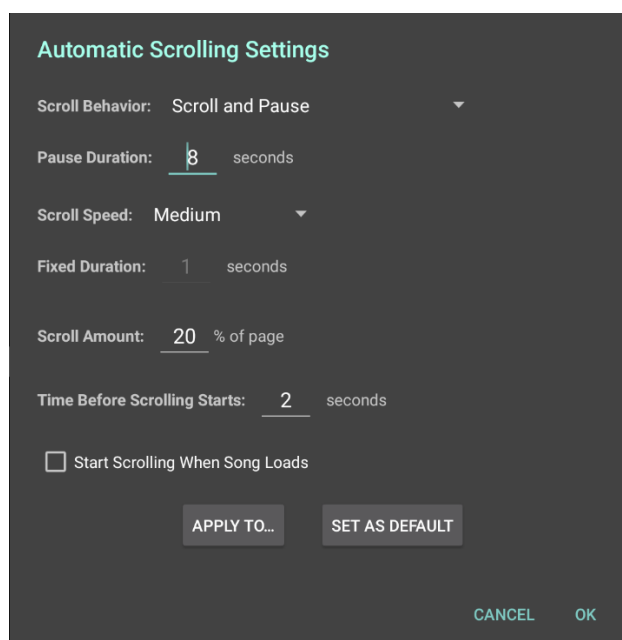 Automatic Scrolling Settings
Scroll Behavior: Scroll and Pause
Pause Duration: 8 seconds
Scroll Speed: Medium
Fixed Duration: 1 seconds
Scroll Amount: 20 % of page
Time Before Scrolling Starts: 2 seconds
Start Scrolling When Song Loads
APPLY TO... SET AS DEFAULT
CANCEL OK